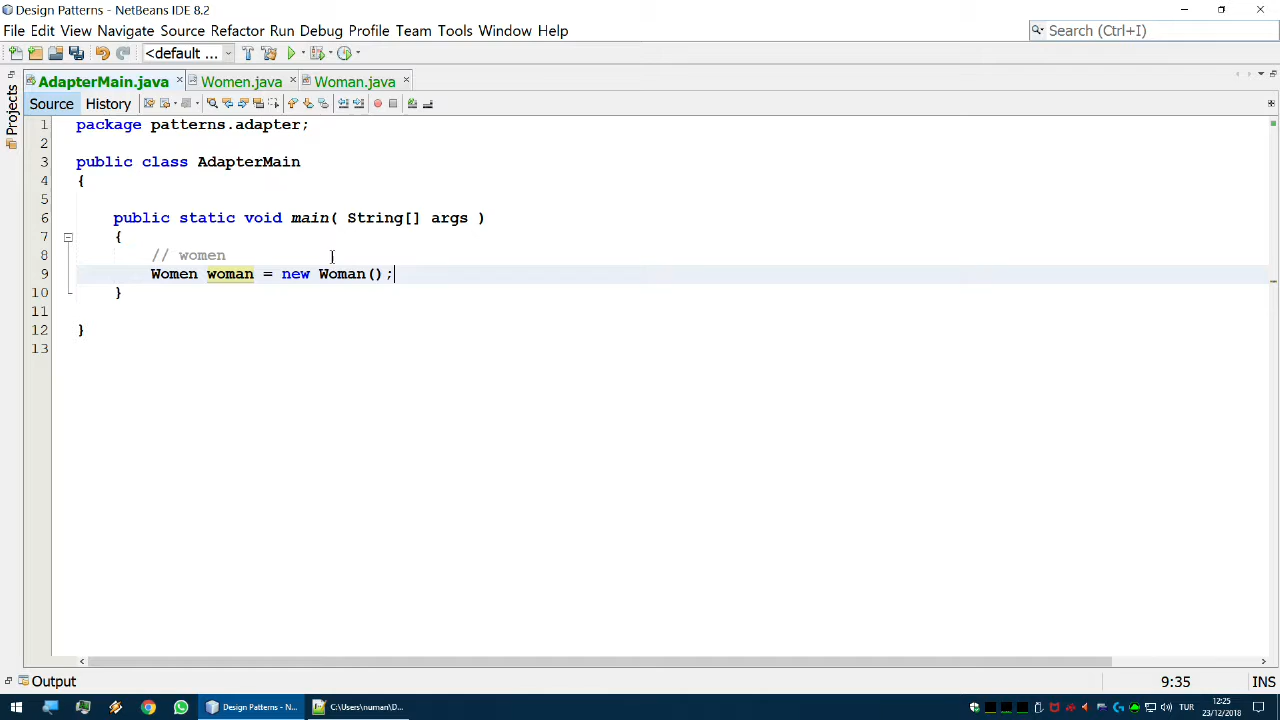 Design Patterns - NetBeans IDE 8.2
File Edit View Navigate Source Refactor Run Debug Profile Team Tools Window Help
Search (Ctrl+I)
<default ...
AdapterMain.java Women.java Woman.java
Projects
Source History
1 package patterns.adapter;
2
3 public class AdapterMain
4 {
5
6 public static void main( String[] args )
7 {
8 // women
9 Women woman = new Woman();
10 }
11
12 }
13
Output
9:35 INS
Design Patterns - N...
C:\Users\numan\D...
TUR
12:25
23/12/2018